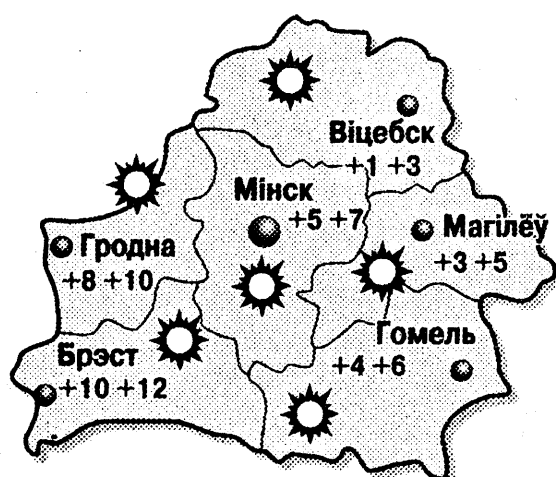 Віцебск
+1 +3
Мінск
+5 +7
Магілёў
+3 +5
Гродна
+8 +10
Гомель
+4 +6
Брэст
+10 +12